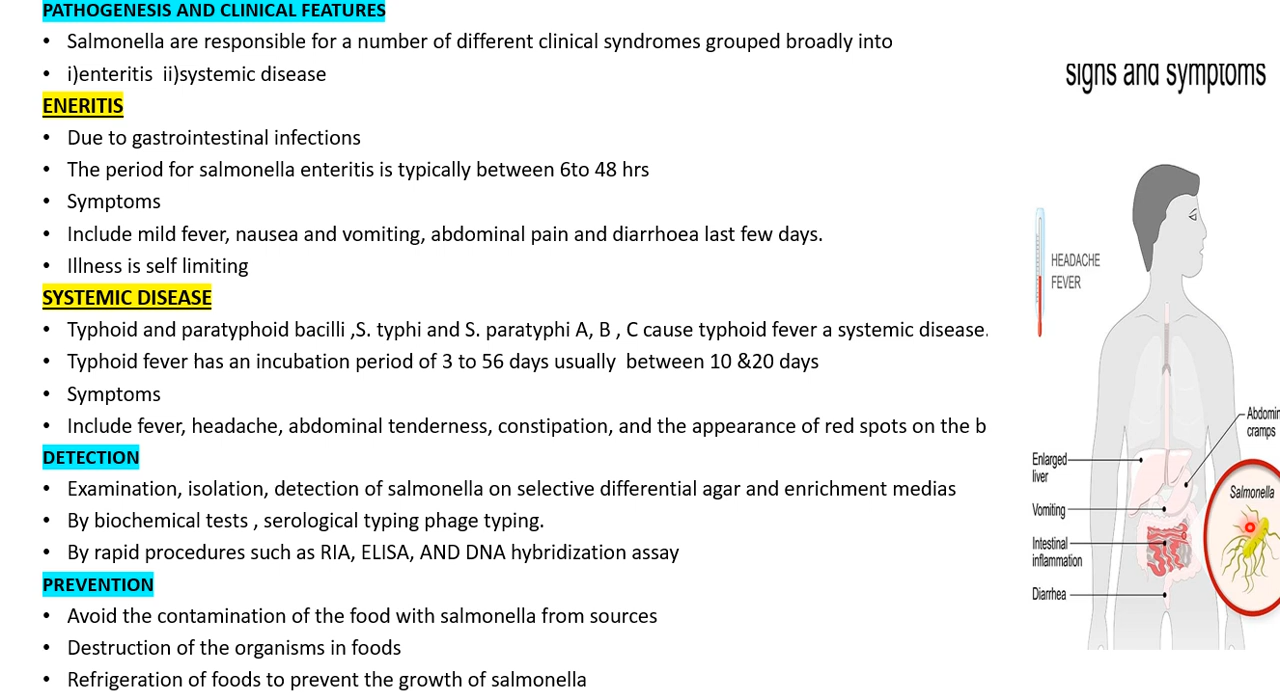 PATHOGENESIS AND CLINICAL FEATURES
• Salmonella are responsible for a number of different clinical syndromes grouped broadly into
• i)enteritis ii)systemic disease
ENERITIS
• Due to gastrointestinal infections
• The period for salmonella enteritis is typically between 6to 48 hrs
• Symptoms
• Include mild fever, nausea and vomiting, abdominal pain and diarrhoea last few days.
• Illness is self limiting
SYSTEMIC DISEASE
• Typhoid and paratyphoid bacilli ,S. typhi and S. paratyphi A, B , C cause typhoid fever a systemic disease.
• Typhoid fever has an incubation period of 3 to 56 days usually between 10 &20 days
• Symptoms
• Include fever, headache, abdominal tenderness, constipation, and the appearance of red spots on the b
DETECTION
• Examination, isolation, detection of salmonella on selective differential agar and enrichment medias
• By biochemical tests , serological typing phage typing.
• By rapid procedures such as RIA, ELISA, AND DNA hybridization assay
PREVENTION
• Avoid the contamination of the food with salmonella from sources
• Destruction of the organisms in foods
• Refrigeration of foods to prevent the growth of salmonella
signs and symptoms
HEADACHE
FEVER
Abdomin
cramps
Enlarged
liver
Vomiting
Intestinal
inflammation
Diarrhea
Salmonella